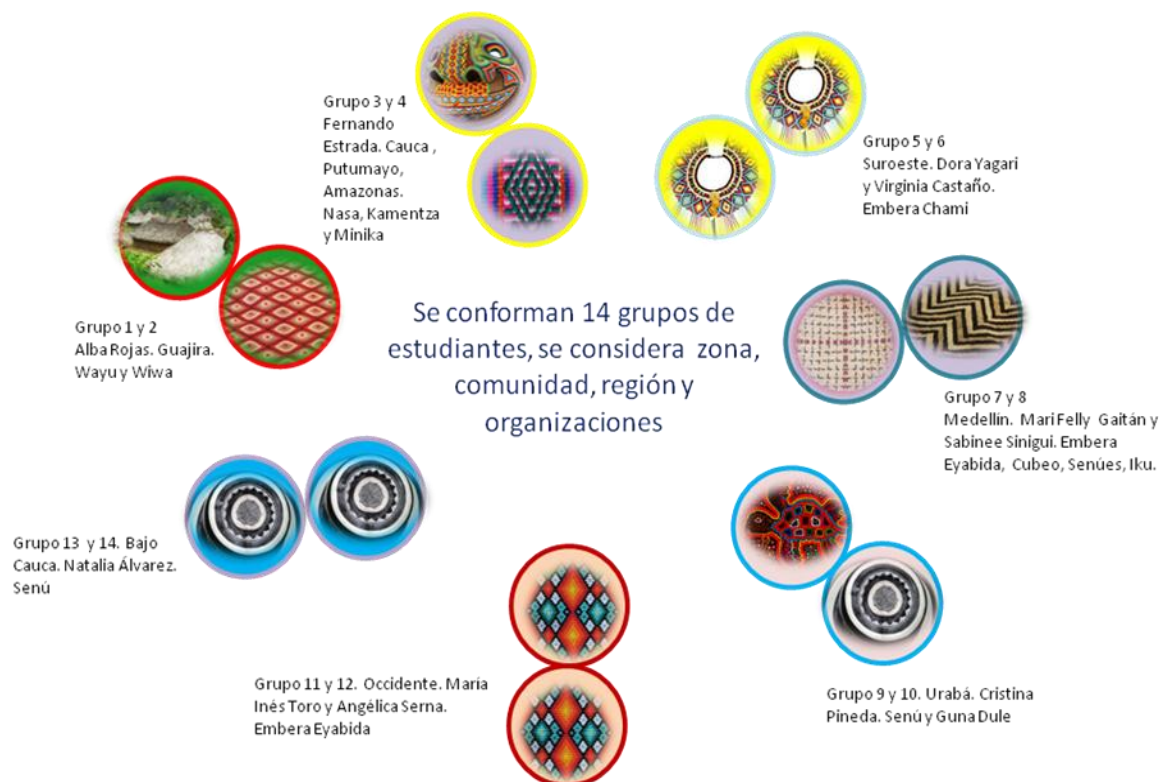 Grupo 3 y 4
Fernando
Estrada. Cauca ,
Putumayo,
Amazonas.
Nasa, Kamentza
y Minika
Grupo 5 y 6
Suroeste. Dora Yagari
y Virginia Castaño.
Embera Chami
Grupo 1 y 2
Alba Rojas. Guajira.
Wayu y Wiwa
Se conforman 14 grupos de
estudiantes, se considera zona,
comunidad, región y
organizaciones
Grupo 7 y 8
Medellín. Mari Felly Gaitán y
Sabinee Sinigui. Embera
Eyabida, Cubeo, Senúes, Iku.
Grupo 13 y 14. Bajo
Cauca. Natalia Álvarez.
Senú
Grupo 11 y 12. Occidente. María
Inés Toro y Angélica Serna.
Embera Eyabida
Grupo 9 y 10. Urabá. Cristina
Pineda. Senú y Guna Dule